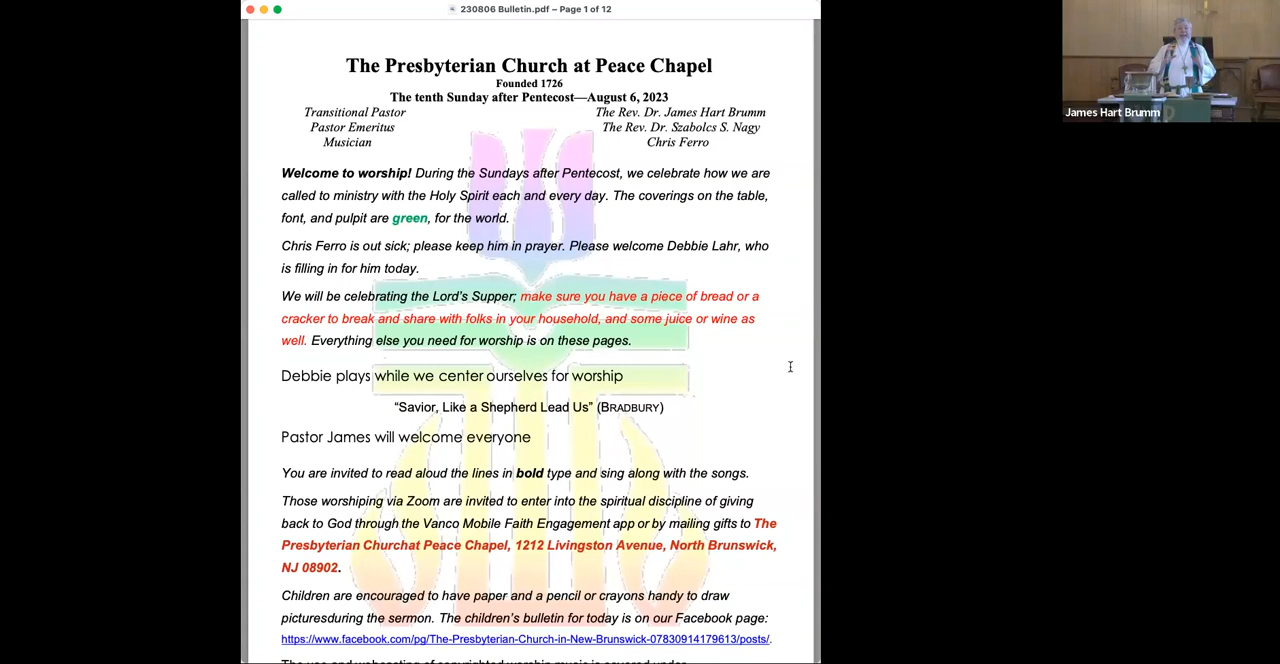 230806 Bulletin.pdf – Page 1 of 12
The Presbyterian Church at Peace Chapel
Founded 1726
The tenth Sunday after Pentecost—August 6, 2023
Transitional Pastor The Rev. Dr. James Hart Brumm
Pastor Emeritus The Rev. Dr. Szabolcs S. Nagy
Musician Chris Ferro
Welcome to worship! During the Sundays after Pentecost, we celebrate how we are
called to ministry with the Holy Spirit each and every day. The coverings on the table,
font, and pulpit are green, for the world.
Chris Ferro is out sick; please keep him in prayer. Please welcome Debbie Lahr, who
is filling in for him today.
We will be celebrating the Lord's Supper; make sure you have a piece of bread or a
cracker to break and share with folks in your household, and some juice or wine as
well. Everything else you need for worship is on these pages.
Debbie plays while we center ourselves for worship
“Savior, Like a Shepherd Lead Us” (BRADBURY)
Pastor James will welcome everyone
You are invited to read aloud the lines in bold type and sing along with the songs.
Those worshiping via Zoom are invited to enter into the spiritual discipline of giving
back to God through the Vanco Mobile Faith Engagement app or by mailing gifts to The
Presbyterian Churchat Peace Chapel, 1212 Livingston Avenue, North Brunswick,
NJ 08902.
Children are encouraged to have paper and a pencil or crayons handy to draw
picturesduring the sermon. The children's bulletin for today is on our Facebook page:
https://www.facebook.com/pg/The-Presbyterian-Church-in-New-Brunswick-07830914179613/posts/.
The use and webcasting of copyrighted worship music is covered under
James Hart Brumm